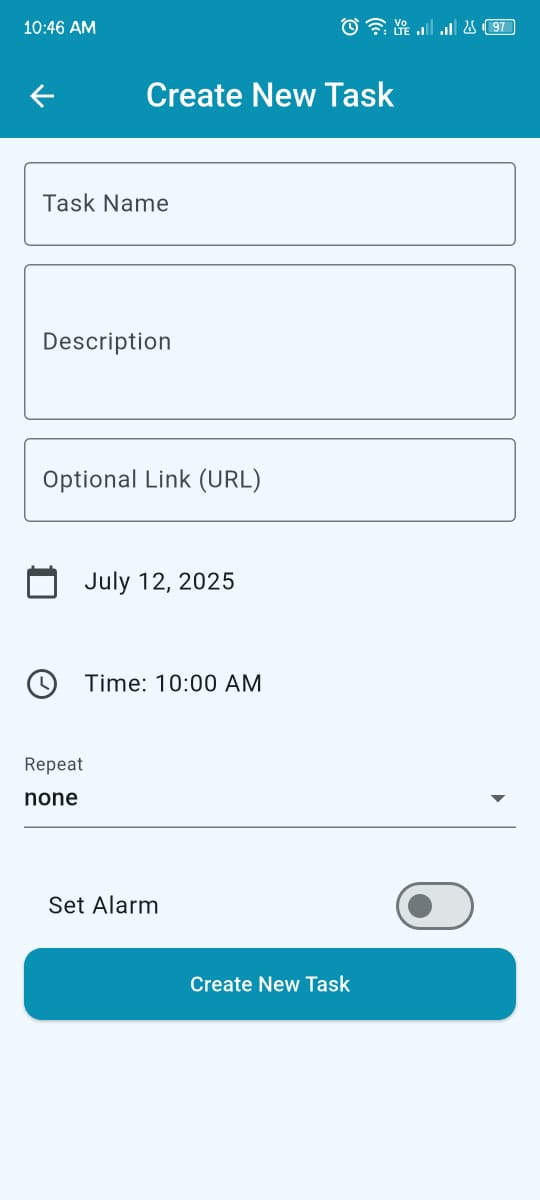 10:46 AM
Vo LTE
97
Create New Task
Task Name
Description
Optional Link (URL)
July 12, 2025
Time: 10:00 AM
Repeat
none
Set Alarm
Create New Task